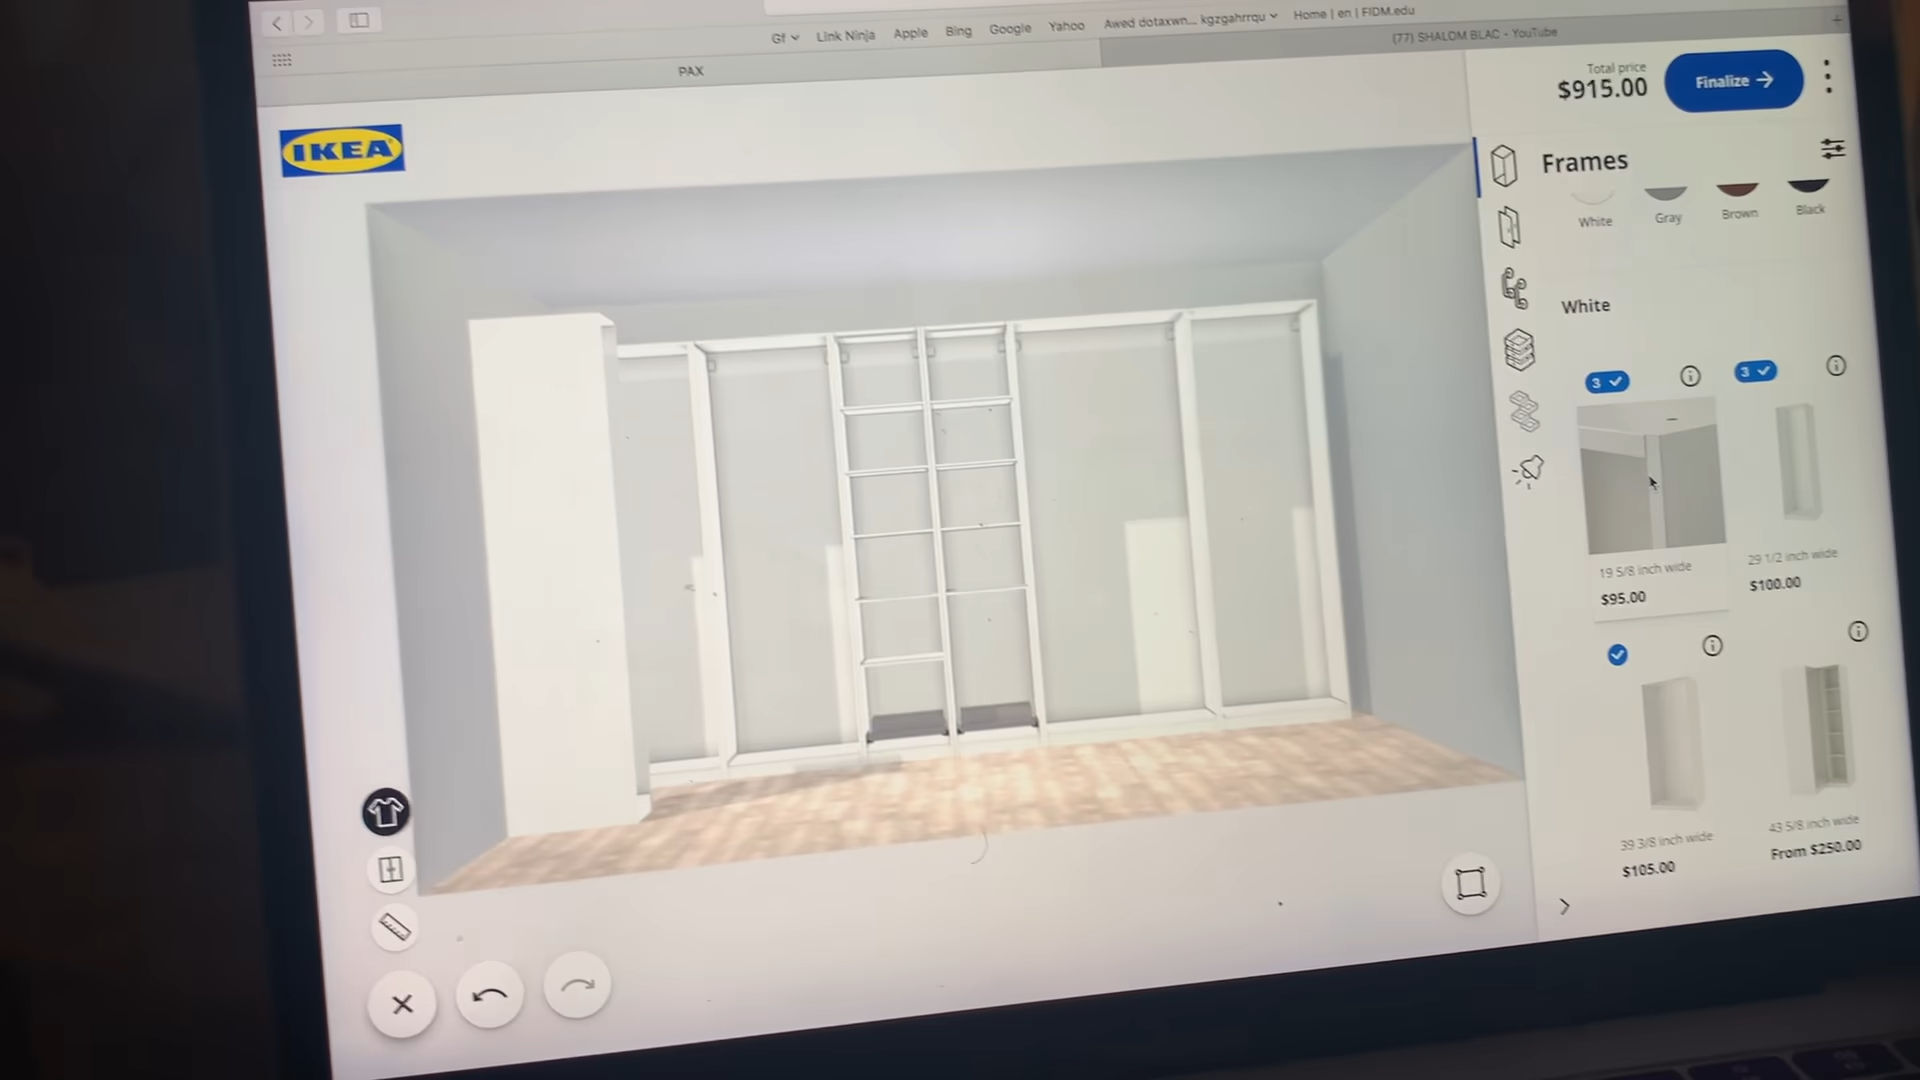 Gf
Link Ninja
Apple
Bing
Google
Yahoo
Awed dotaxwn... kgzgahrrqu
Home | en | FIDM.edu
PAX
(77) SHALOM BLAC - YouTube
IKEA
Total price
$915.00
Finalize
Frames
White
Gray
Brown
Black
White
3
3
19 5/8 inch wide
$95.00
29 1/2 inch wide
$100.00
39 3/8 inch wide
$105.00
43 5/8 inch wide
From $250.00